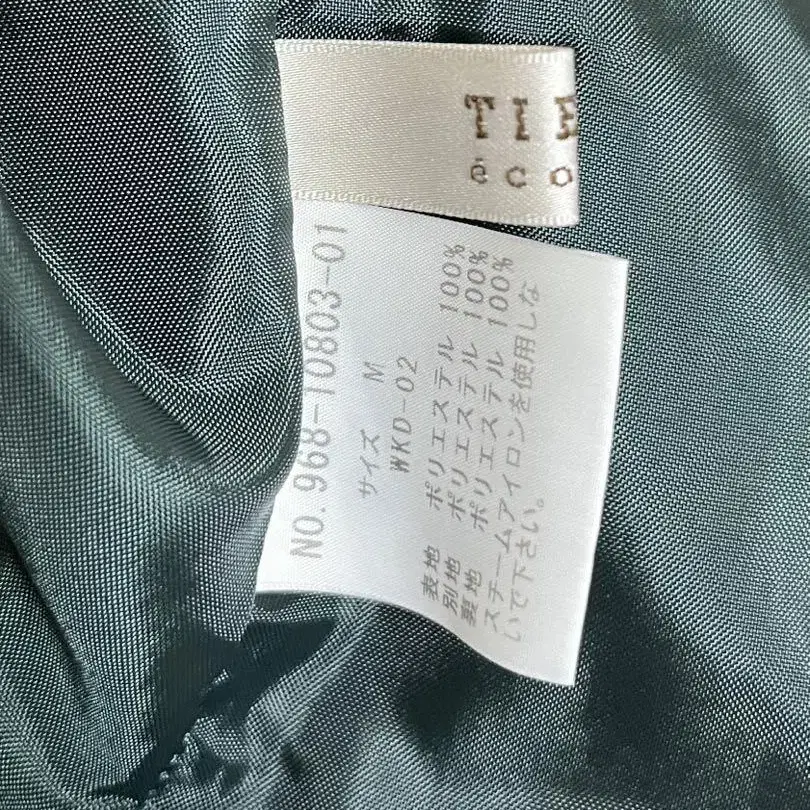 TIE
éco
NO. 968-10803-01
サイズ M
WKD-02
表地 ポリエステル 100%
別地 ポリエステル 100%
裏地 ポリエステル 100%
スチームアイロンを使用しな
いで下さい。